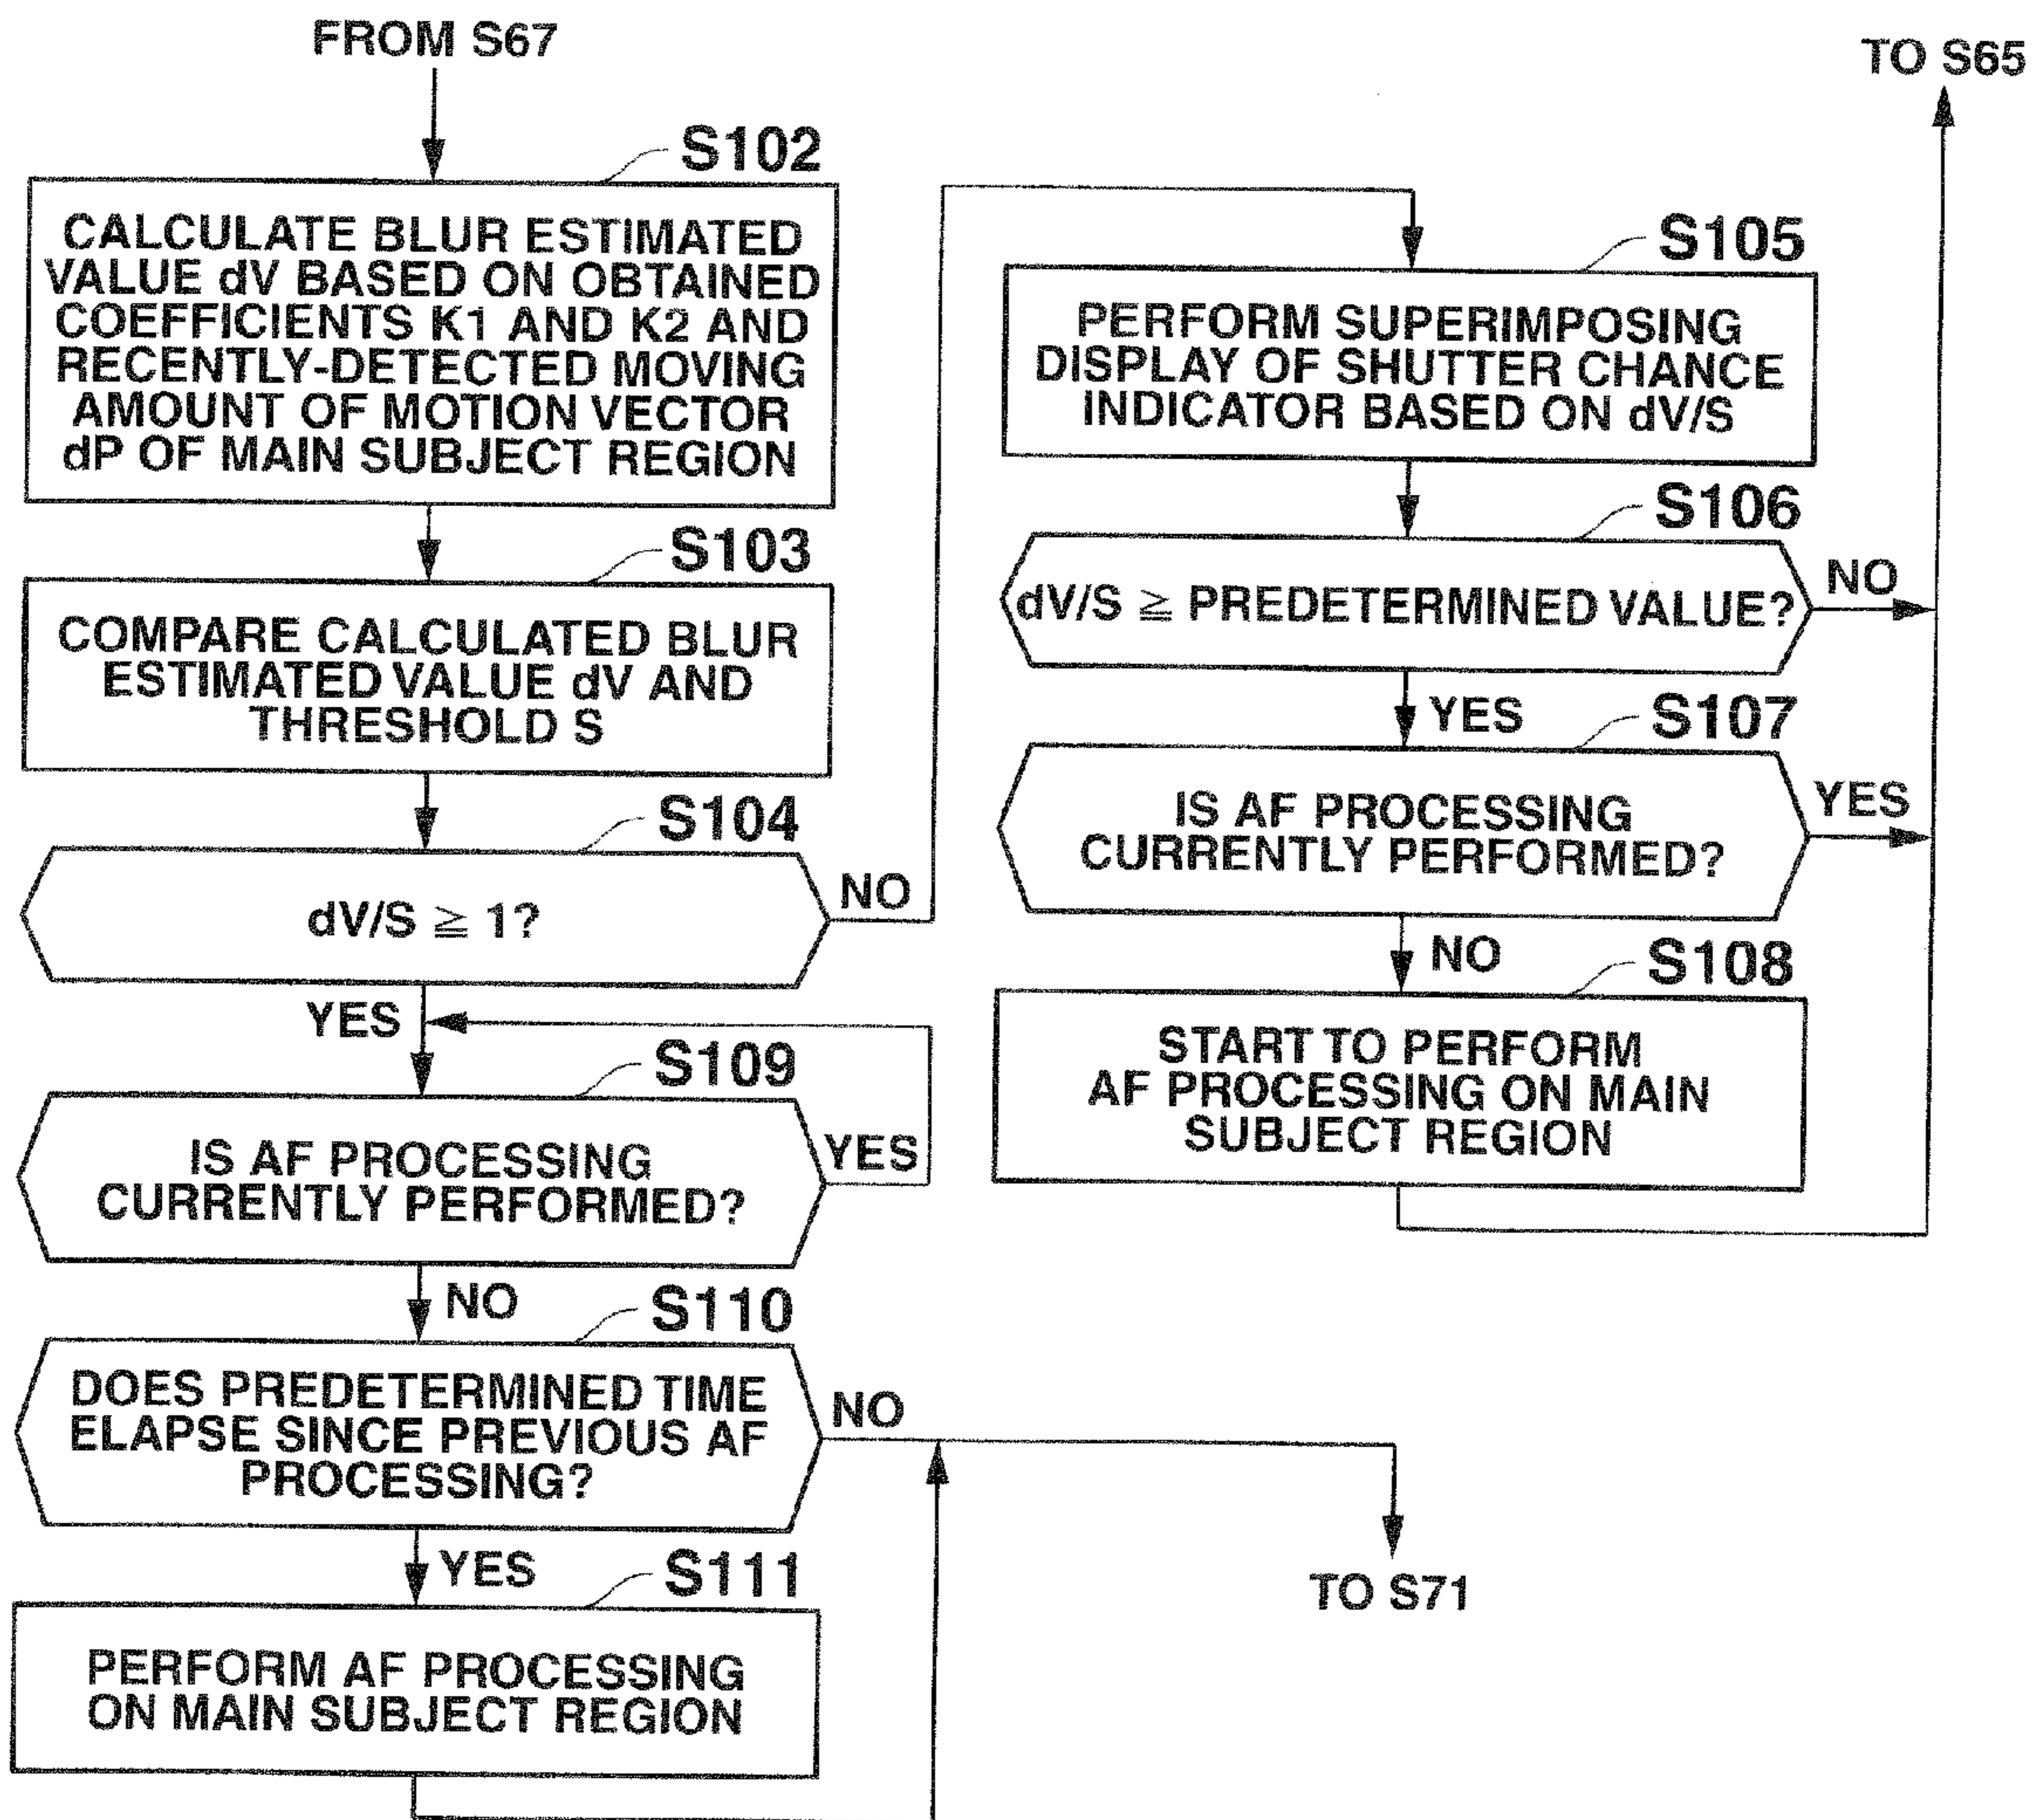 FROM S67
S102
CALCULATE BLUR ESTIMATED
VALUE dV BASED ON OBTAINED
COEFFICIENTS K1 AND K2 AND
RECENTLY-DETECTED MOVING
AMOUNT OF MOTION VECTOR
dP OF MAIN SUBJECT REGION
S103
COMPARE CALCULATED BLUR
ESTIMATED VALUE dV AND
THRESHOLD S
S104
dV/S ≧ 1?
NO
YES
S109
IS AF PROCESSING
CURRENTLY PERFORMED?
YES
NO
S110
DOES PREDETERMINED TIME
ELAPSE SINCE PREVIOUS AF
PROCESSING?
NO
YES
S111
PERFORM AF PROCESSING
ON MAIN SUBJECT REGION
TO S65
S105
PERFORM SUPERIMPOSING
DISPLAY OF SHUTTER CHANCE
INDICATOR BASED ON dV/S
S106
dV/S ≧ PREDETERMINED VALUE?
NO
YES
S107
IS AF PROCESSING
CURRENTLY PERFORMED?
YES
NO
S108
START TO PERFORM
AF PROCESSING ON MAIN
SUBJECT REGION
TO S71